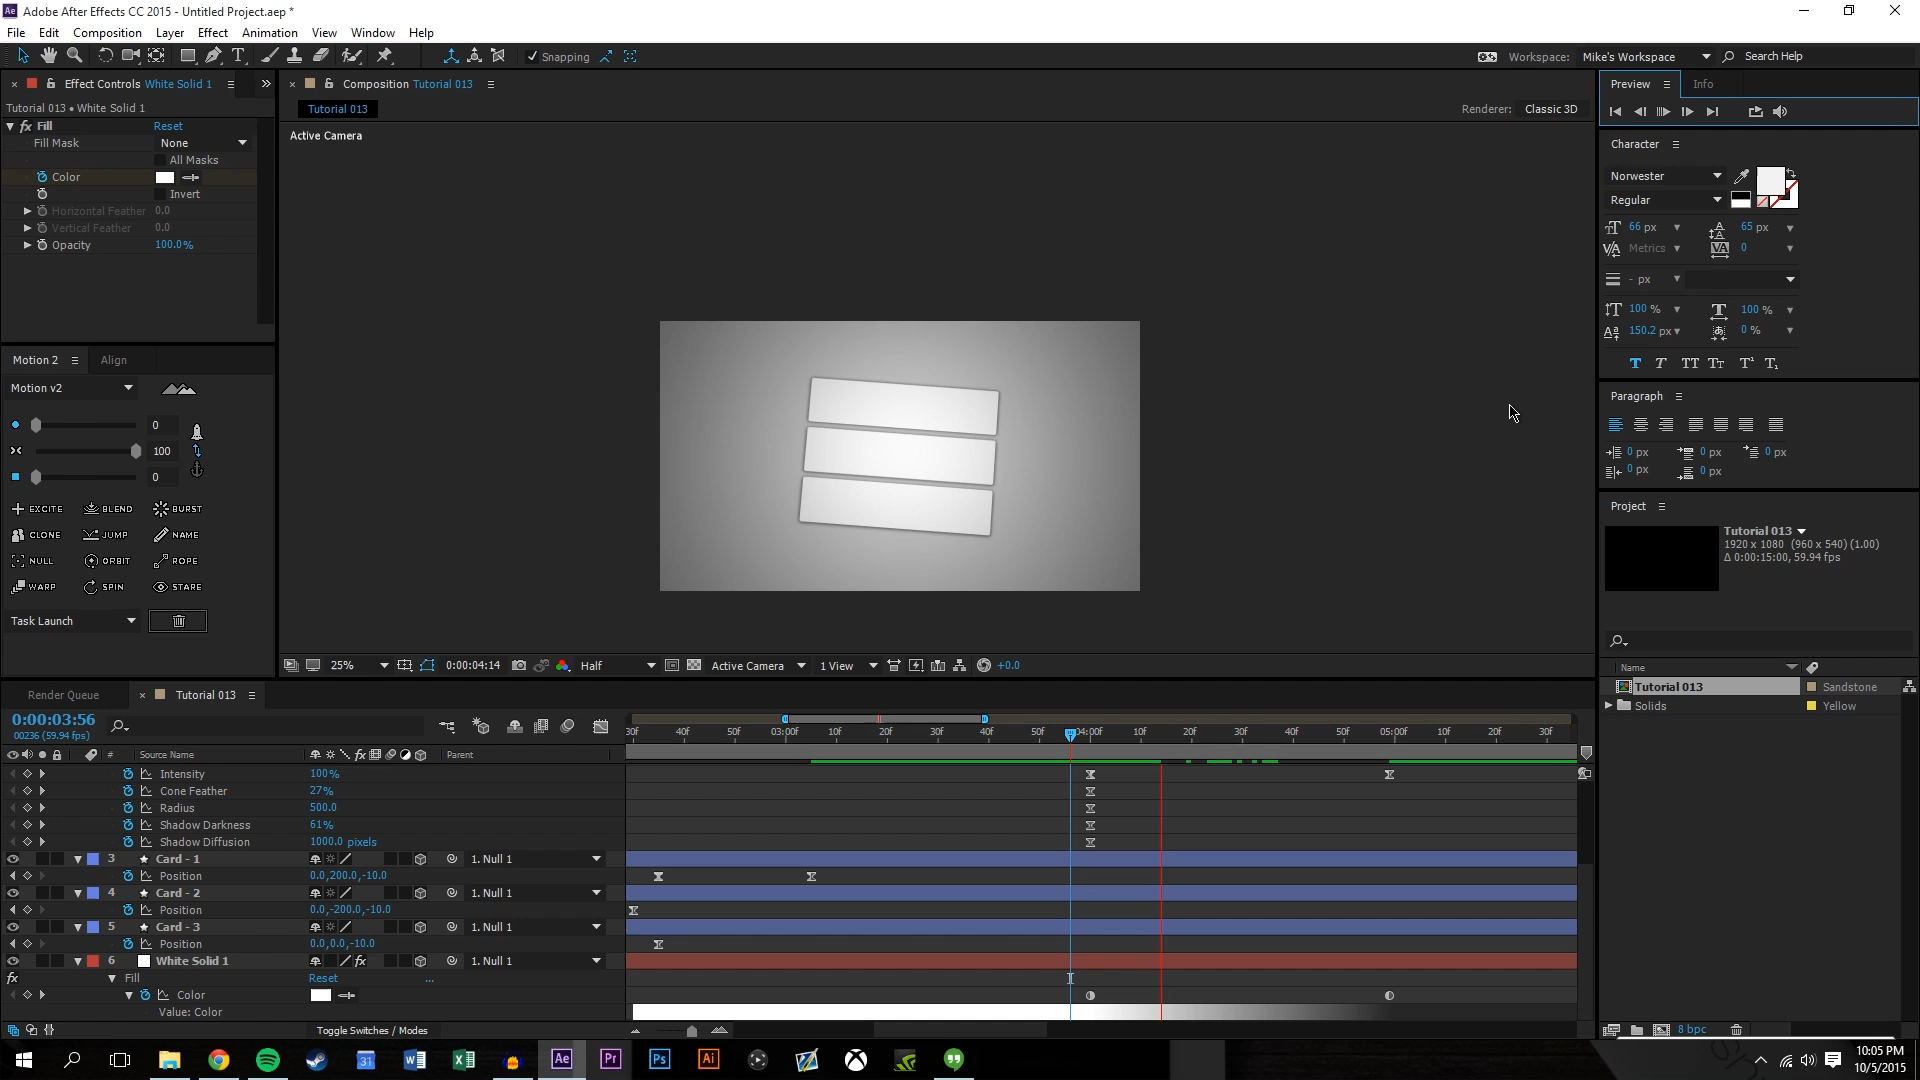 Adobe After Effects CC 2015 - Untitled Project.aep *
File Edit Composition Layer Effect Animation View Window Help
Snapping
Workspace: Mike's Workspace
Search Help
Effect Controls White Solid 1
Tutorial 013 • White Solid 1
fx Fill Reset
Fill Mask None
All Masks
Color
Invert
Horizontal Feather 0.0
Vertical Feather 0.0
Opacity 100.0%
Motion 2 Align
Motion v2
0
100
0
EXCITE BLEND BURST
CLONE JUMP NAME
NULL ORBIT ROPE
WARP SPIN STARE
Task Launch
Composition Tutorial 013
Tutorial 013
Renderer: Classic 3D
Active Camera
25% 0:00:04:14 Half Active Camera 1 View +0.0
Preview Info
Character
Norwester
Regular
66 px 65 px
Metrics 0
- px
100 % 100 %
150.2 px 0 %
Paragraph
0 px 0 px 0 px
0 px 0 px
Project
Tutorial 013
1920 x 1080 (960 x 540) (1.00)
Δ 0:00:15:00, 59.94 fps
Name
Tutorial 013 Sandstone
Solids Yellow
8 bpc
Render Queue Tutorial 013
0:00:03:56
00236 (59.94 fps)
30f 40f 50f 03:00f 10f 20f 30f 40f 50f 04:00f 10f 20f 30f 40f 50f 05:00f 10f 20f 30f
# Source Name Parent
Intensity 100%
Cone Feather 27%
Radius 500.0
Shadow Darkness 61%
Shadow Diffusion 1000.0 pixels
3 Card - 1 1. Null 1
Position 0.0,200.0,-10.0
4 Card - 2 1. Null 1
Position 0.0,-200.0,-10.0
5 Card - 3 1. Null 1
Position 0.0,0.0,-10.0
6 White Solid 1 1. Null 1
fx Fill Reset ...
Color
Value: Color
Toggle Switches / Modes
10:05 PM
10/5/2015